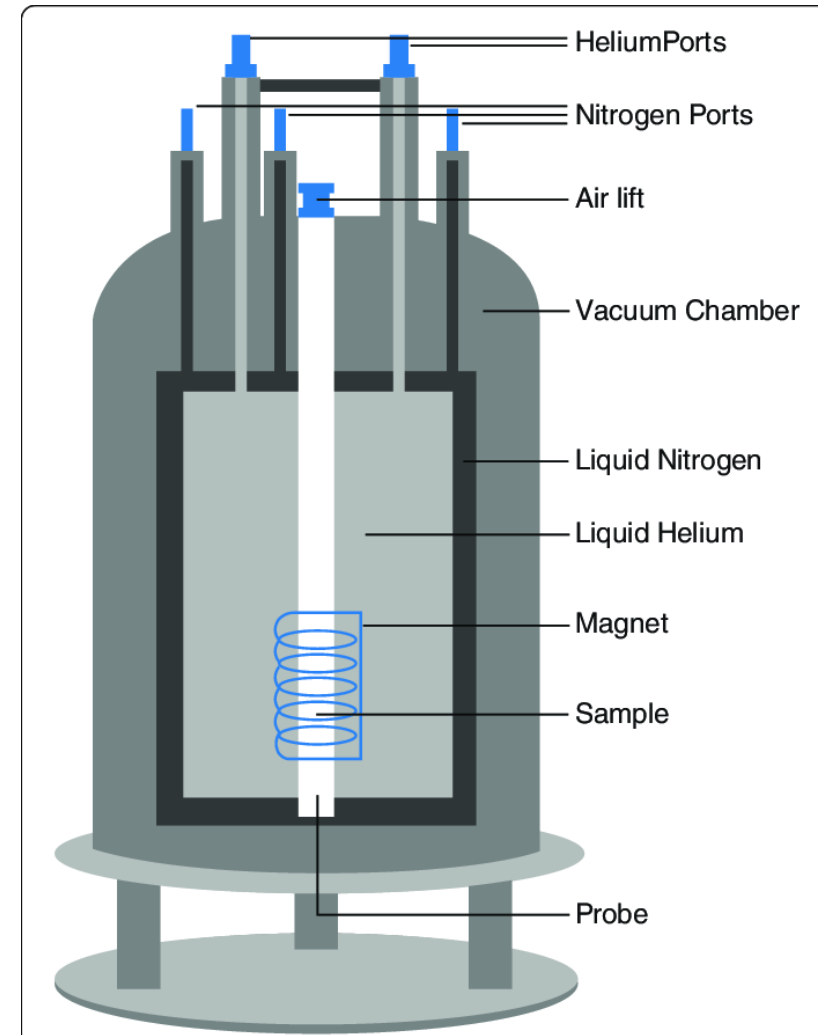 HeliumPorts
Nitrogen Ports
Air lift
Vacuum Chamber
Liquid Nitrogen
Liquid Helium
Magnet
Sample
Probe